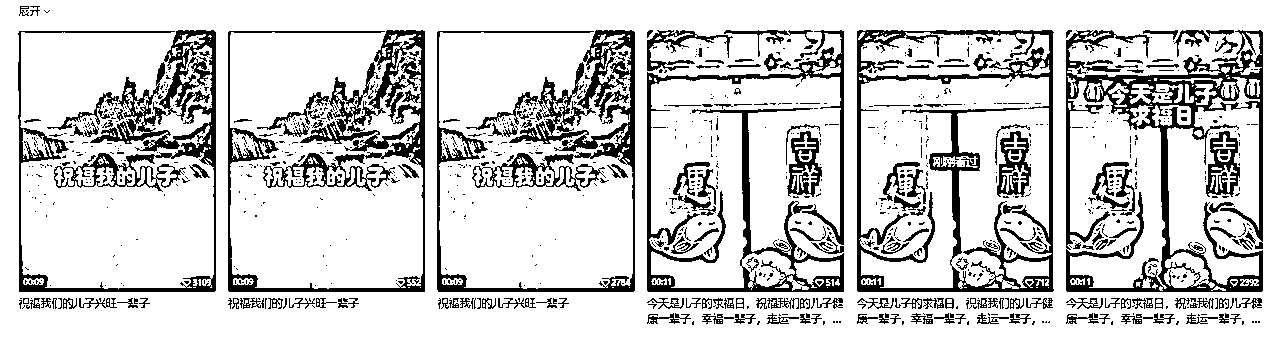 展开
祝福我的儿子
00:09
3109
祝福我们的儿子兴旺一辈子
祝福我的儿子
00:09
552
祝福我们的儿子兴旺一辈子
祝福我的儿子
00:09
2784
祝福我们的儿子兴旺一辈子
吉祥
運
00:11
514
今天是儿子的求福日，祝福我们的儿子健
康一辈子，幸福一辈子，走运一辈子，...
刚刚看过
吉祥
運
00:11
712
今天是儿子的求福日，祝福我们的儿子健
康一辈子，幸福一辈子，走运一辈子，...
今天是儿子
求福日
吉祥
運
00:11
2392
今天是儿子的求福日，祝福我们的儿子健
康一辈子，幸福一辈子，走运一辈子，...